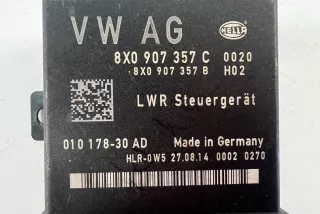 VW AG
HELLA
8X0 907 357 C 0020
8X0 907 357 B H02
LWR Steuergerät
010 178-30 AD Made in Germany
HLR-0W5 27.08.14 0002 0270